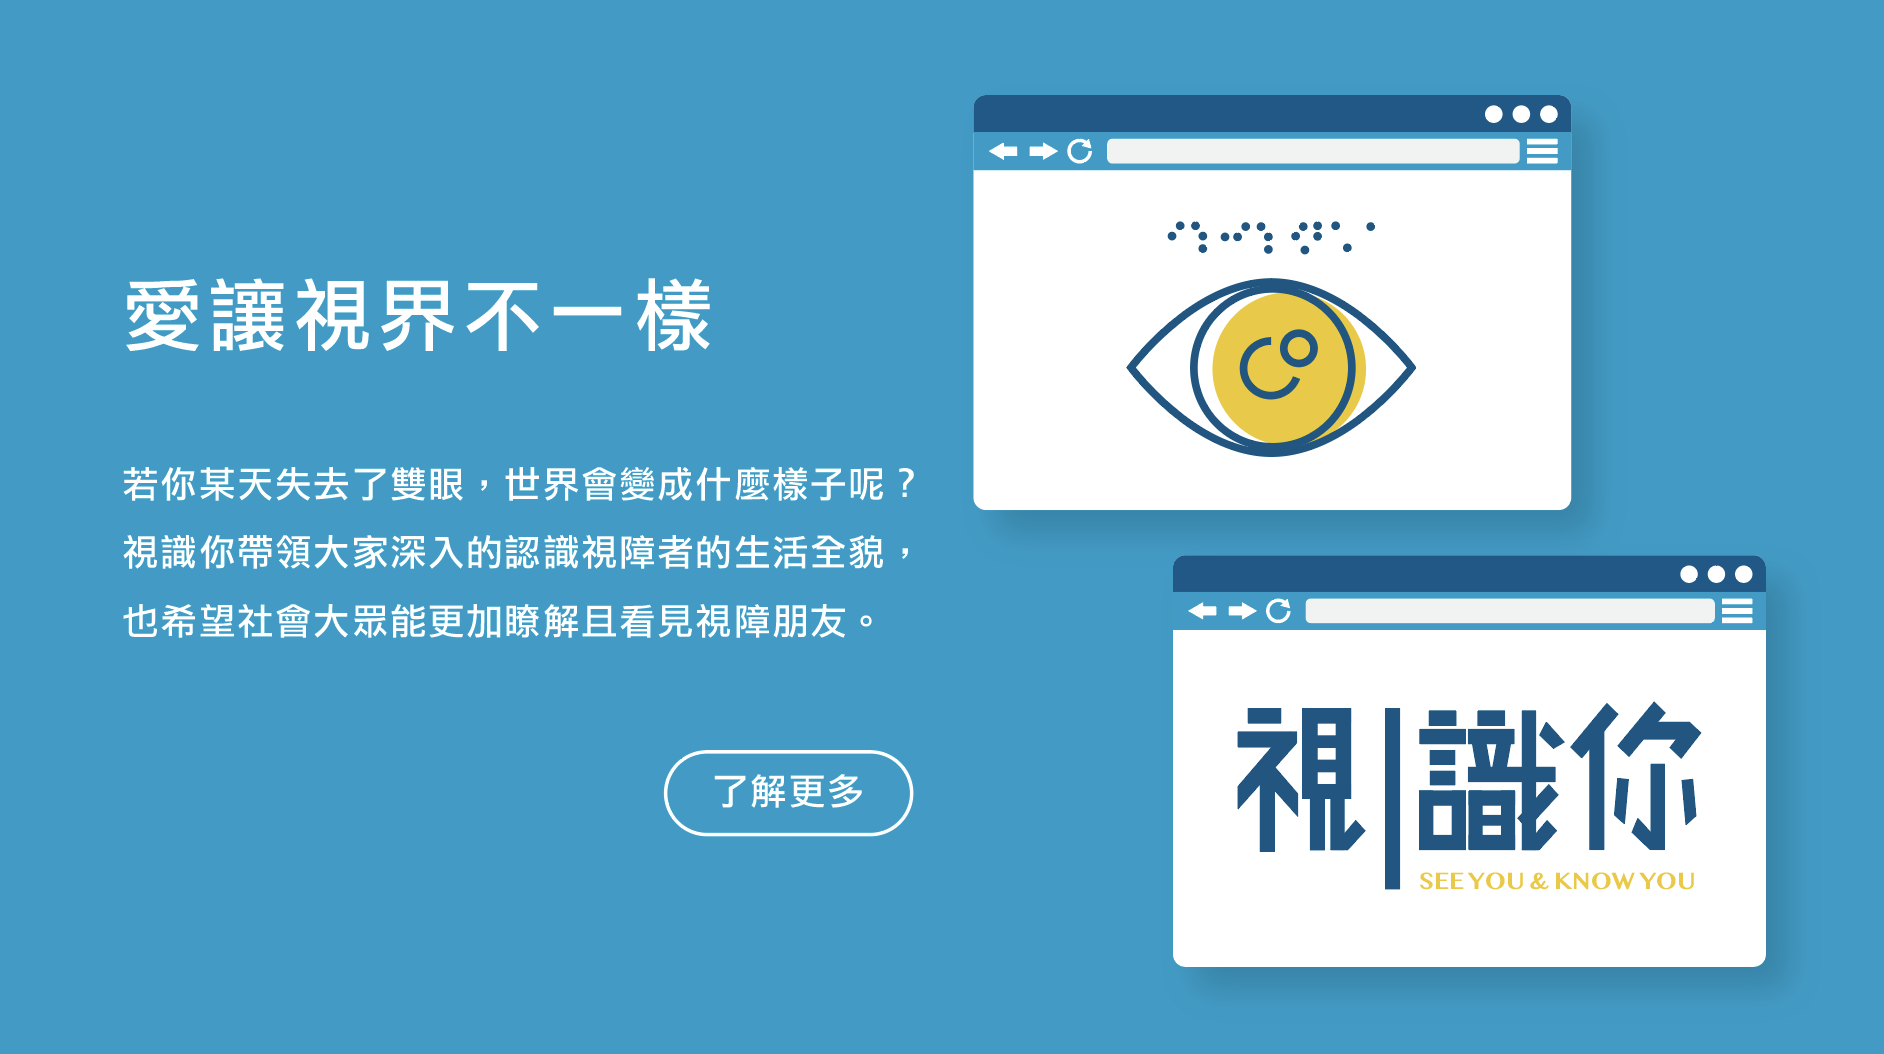 愛讓視界不一樣
若你某天失去了雙眼，世界會變成什麼樣子呢？
視識你帶領大家深入的認識視障者的生活全貌，
也希望社會大眾能更加瞭解且看見視障朋友。
了解更多
視|識你
SEE YOU & KNOW YOU